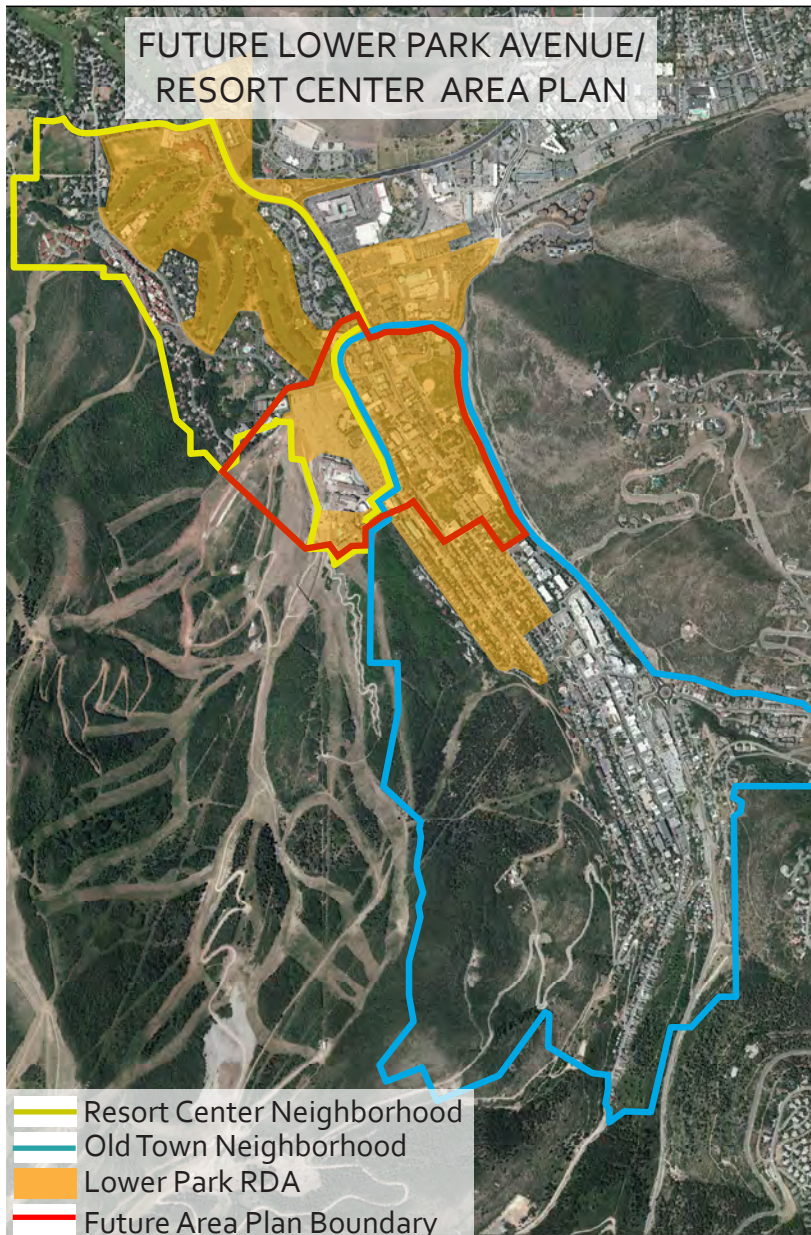 FUTURE LOWER PARK AVENUE/
RESORT CENTER AREA PLAN
Resort Center Neighborhood
Old Town Neighborhood
Lower Park RDA
Future Area Plan Boundary